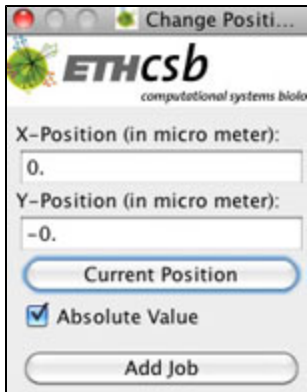 Change Positi...
ETHCSb
computational systems biolo
X-Position (in micro meter):
0.
Y-Position (in micro meter):
-0.
Current Position
Absolute Value
Add Job